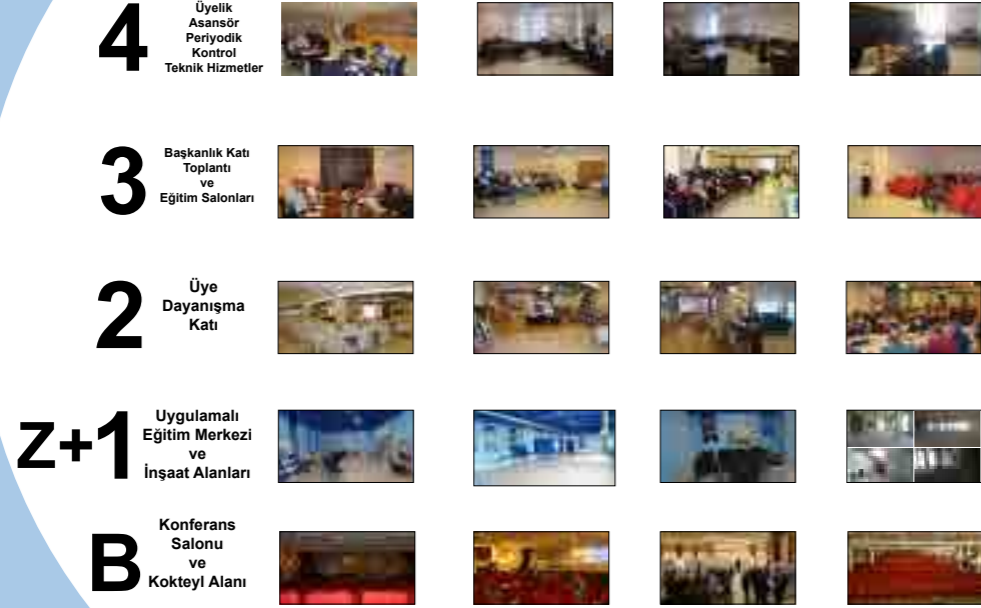 4
Üyelik
Asansör
Periyodik
Kontrol
Teknik Hizmetler
3
Başkanlık Katı
Toplantı
ve
Eğitim Salonları
2
Üye
Dayanışma
Katı
Z+1
Uygulamalı
Eğitim Merkezi
ve
İnşaat Alanları
B
Konferans
Salonu
ve
Kokteyl Alanı